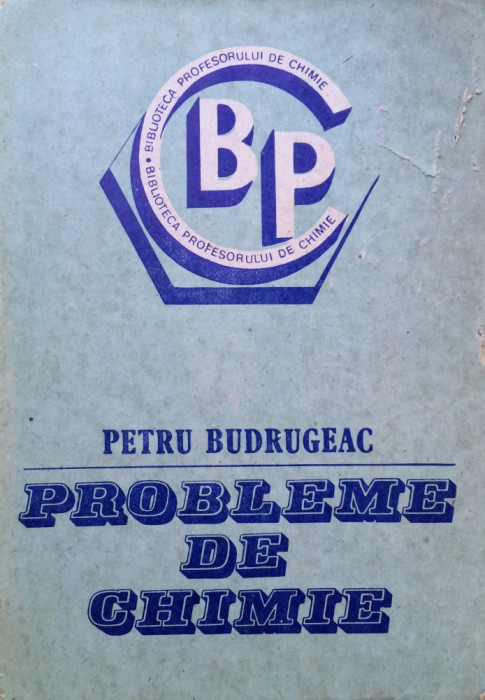 BIBLIOTECA PROFESORULUI DE CHIMIE • BIBLIOTECA PROFESORULUI DE CHIMIE
BP
PETRU BUDRUGEAC
PROBLEME
DE
CHIMIE